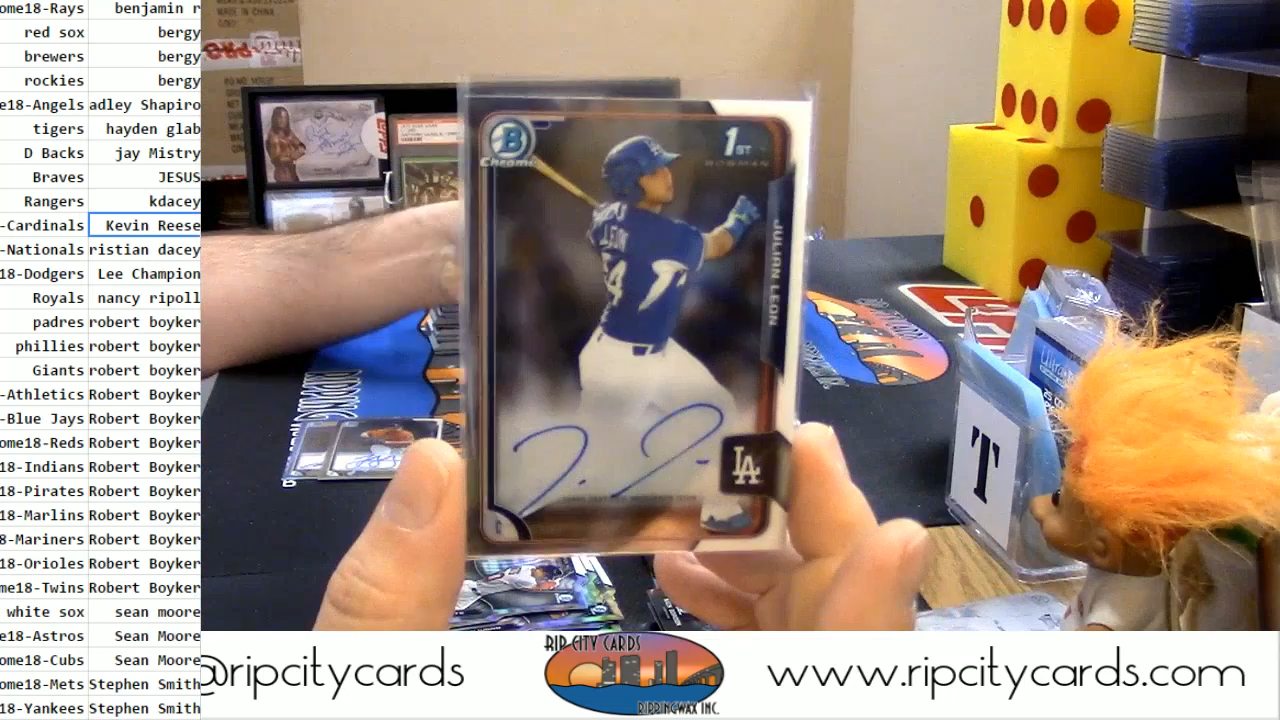 ome18-Rays benjamin r
red sox bergy
brewers bergy
rockies bergy
e18-Angels adley Shapiro
tigers hayden glab
D Backs jay Mistry
Braves JESUS
Rangers kdacey
-Cardinals Kevin Reese
-Nationals ristian dacey
18-Dodgers Lee Champion
Royals nancy ripoll
padres robert boyker
phillies robert boyker
Giants robert boyker
-Athletics Robert Boyker
-Blue Jays Robert Boyker
ome18-Reds Robert Boyker
18-Indians Robert Boyker
18-Pirates Robert Boyker
18-Marlins Robert Boyker
8-Mariners Robert Boyker
18-Orioles Robert Boyker
me18-Twins Robert Boyker
white sox sean moore
e18-Astros Sean Moore
ome18-Cubs Sean Moore
ome18-Mets Stephen Smith
8-Yankees Stephen Smith
B
Chrome
1ST
BOWMAN
JULIAN LEON
LEON
LA
T
@ripcitycards
RIP CITY CARDS
RIPPINGWAX INC.
www.ripcitycards.com